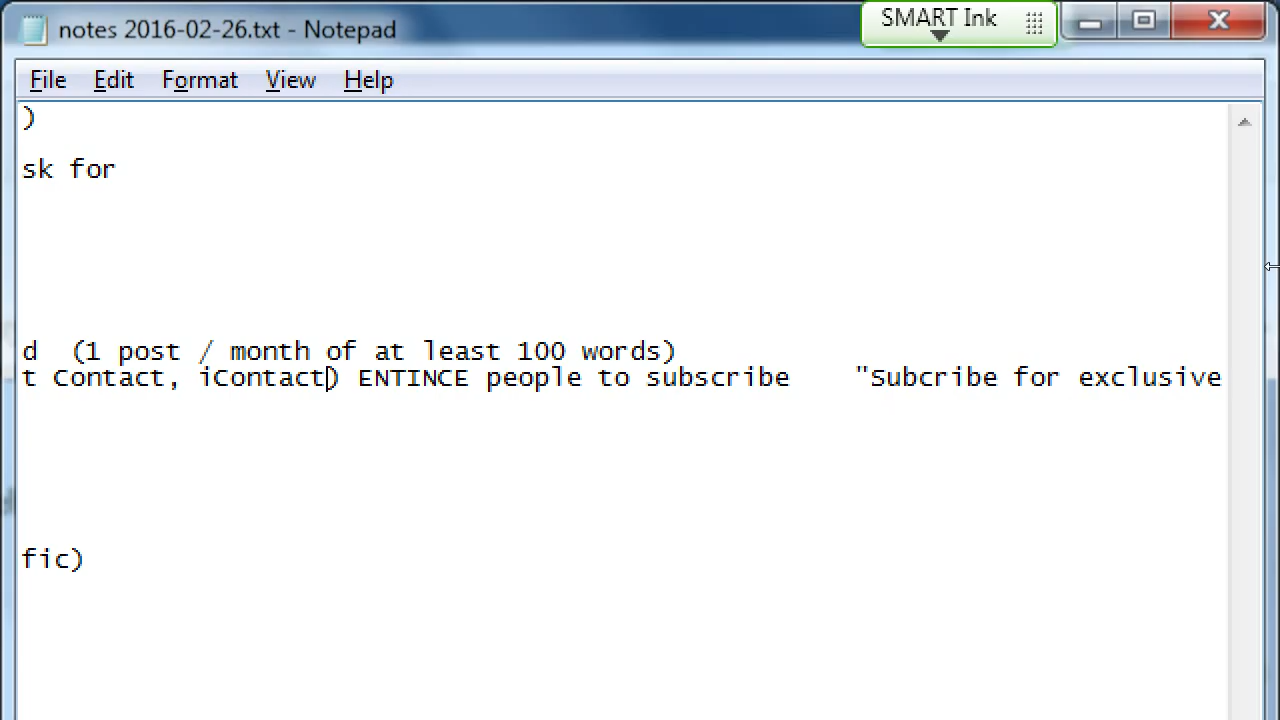 notes 2016-02-26.txt - Notepad
SMART Ink
File Edit Format View Help
)
sk for
d  (1 post / month of at least 100 words)
t Contact, iContact) ENTINCE people to subscribe    "Subcribe for exclusive
fic)